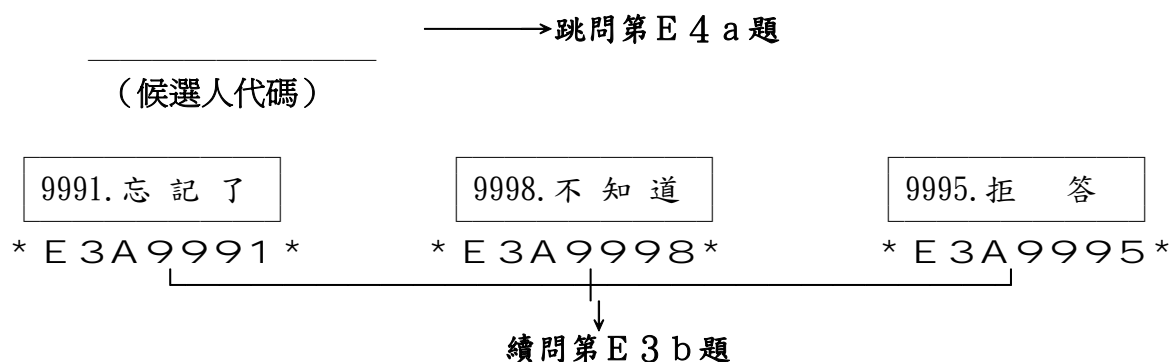 跳問第E4a題
（候選人代碼）
9991.忘 記 了 9998.不 知 道 9995.拒 答
*E3A9991* *E3A9998* *E3A9995*
續問第E3b題